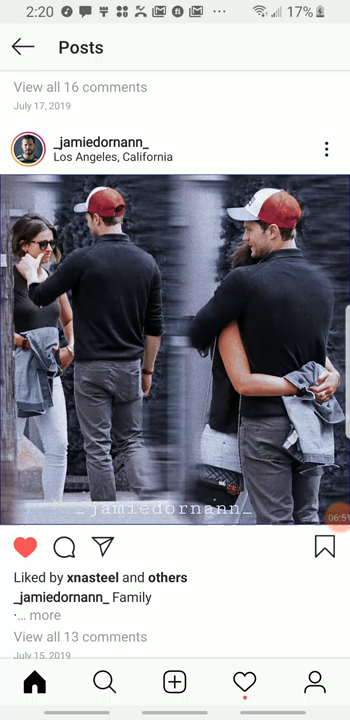 2:20
17%
Posts
View all 16 comments
July 17, 2019
_jamiedornann_
Los Angeles, California
_jamiedornann_
06:51
Liked by xnasteel and others
_jamiedornann_ Family
·... more
View all 13 comments
July 15, 2019